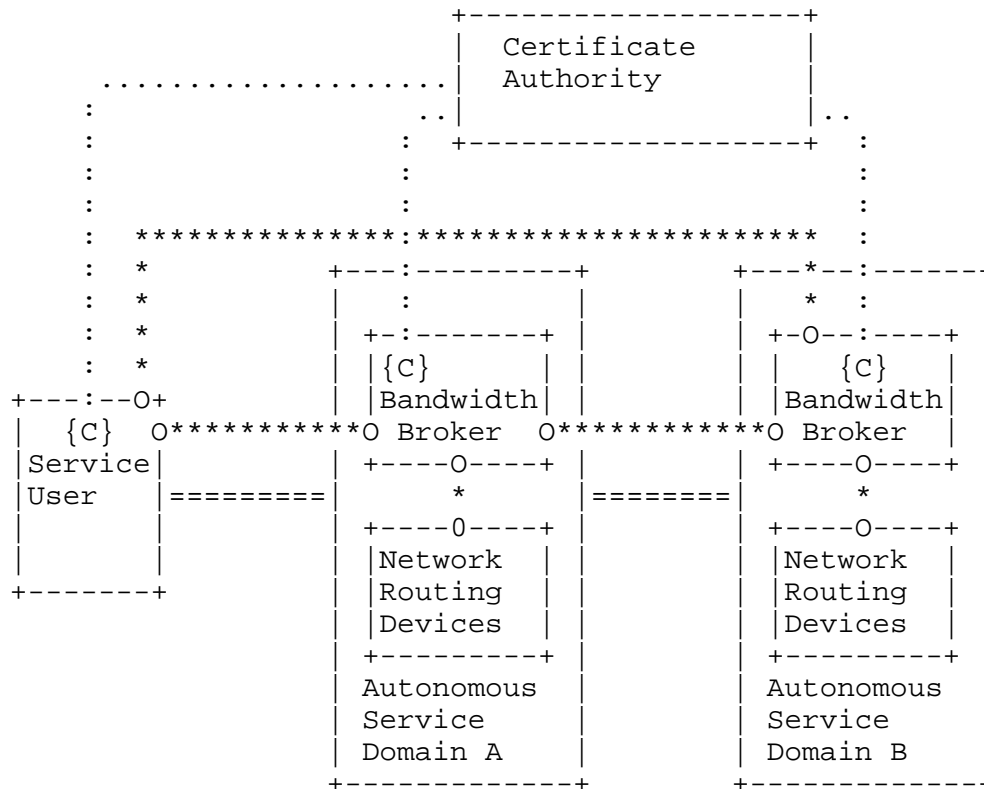 +-------------------+
                               |  Certificate      |
      ....................|  Authority        |
     :                      ..|                   |..
     :                     :  +-------------------+  :
     :                     :                         :
     :                     :                         :
     :  ***************:***********************  :
     :  *            +---:----------+          +---*--:-------+
     :  *            |   :          |          |   *  :
     :  *            | +-:-------+  |          | +-O--:----+
     :  *            | |{C}      |  |          | |    {C}  |
+---:--O+            | |Bandwidth|  |          | |Bandwidth|
|  {C}  O***********O Broker  O************O Broker  |
|Service|            | +----O----+  |          | +----O----+
|User   |=========|      *       |========|      *
|       |            | +----0----+  |          | +----O----+
|       |            | |Network  |  |          | |Network  |
+-------+            | |Routing  |  |          | |Routing  |
                     | |Devices  |  |          | |Devices  |
                     | +---------+  |          | +---------+
                     | Autonomous   |          | Autonomous
                     | Service      |          | Service
                     | Domain A     |          | Domain B
                     +--------------+          +--------------